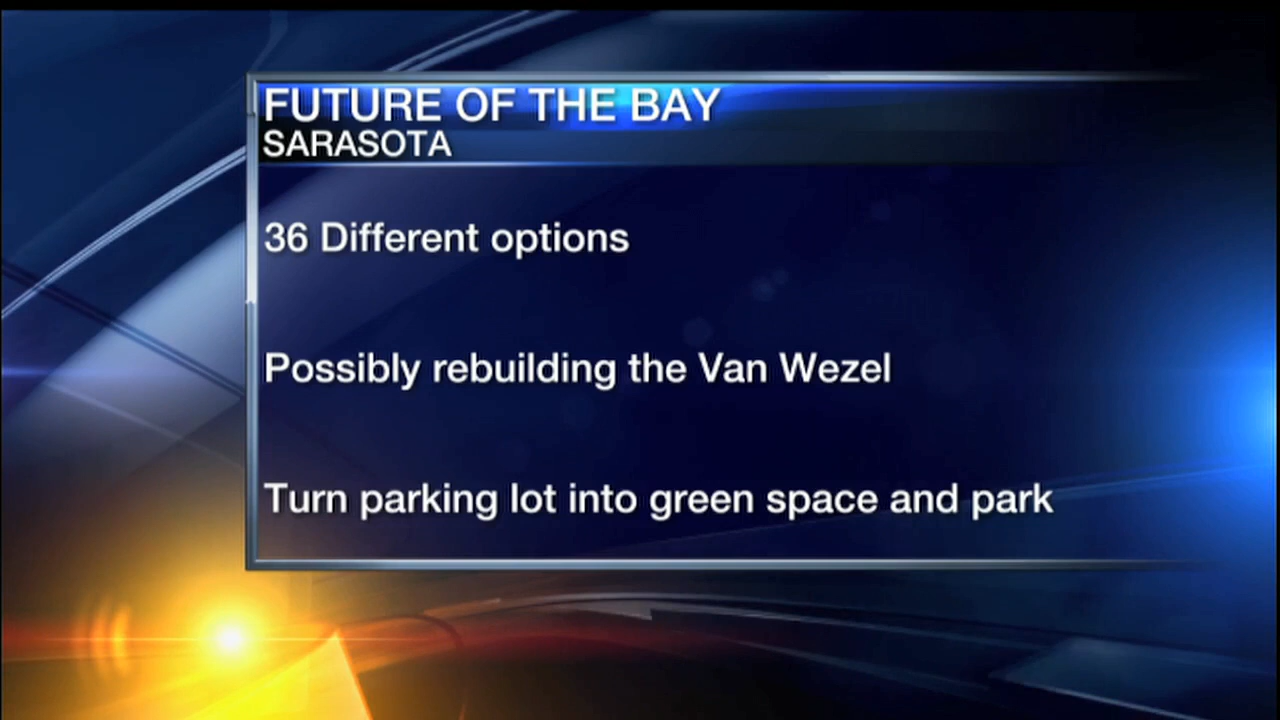 FUTURE OF THE BAY
SARASOTA
36 Different options
Possibly rebuilding the Van Wezel
Turn parking lot into green space and park